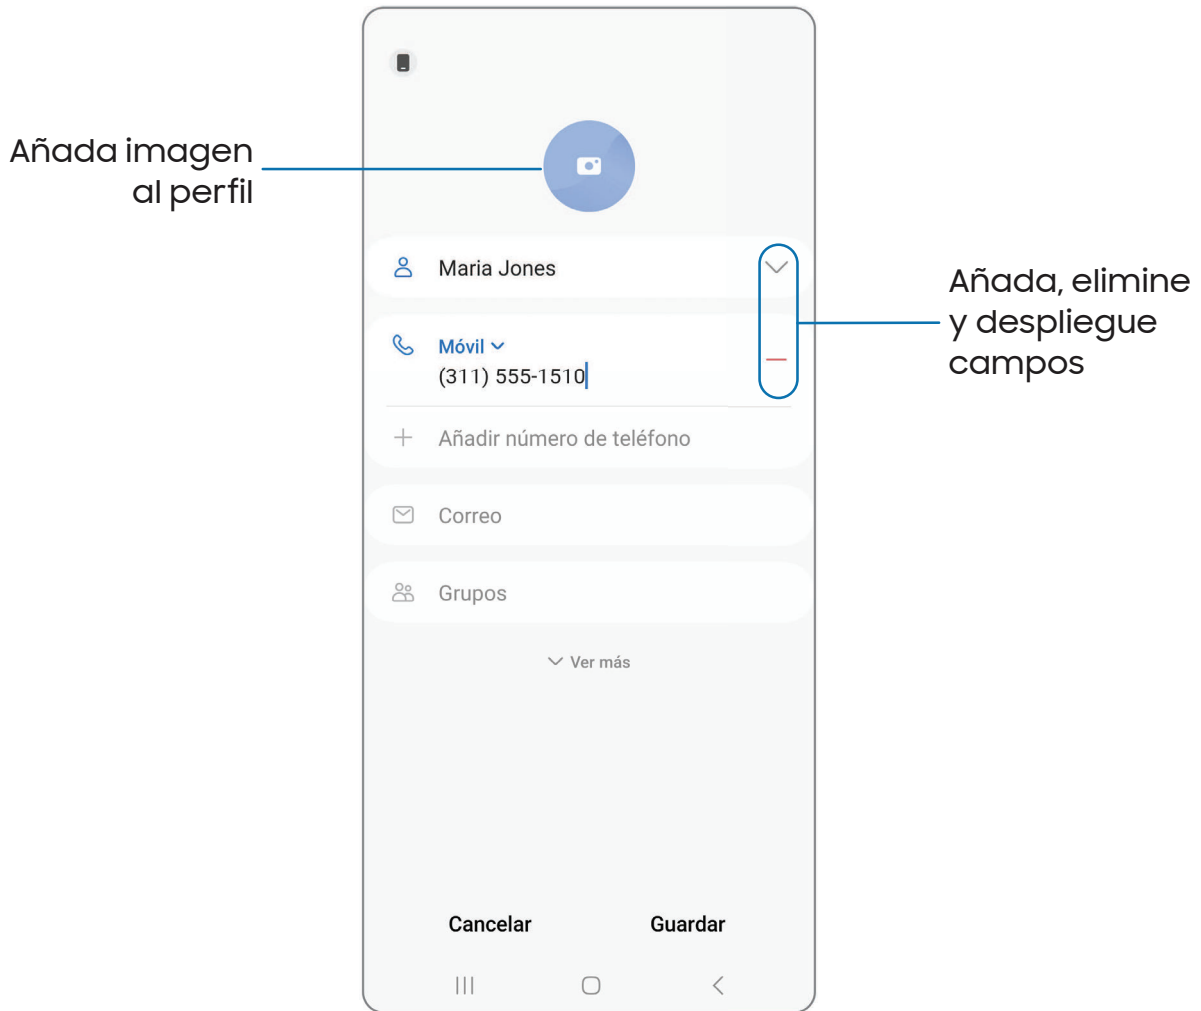 Añada imagen
al perfil
Maria Jones
Móvil
(311) 555-1510
Añadir número de teléfono
Correo
Grupos
Ver más
Cancelar
Guardar
Añada, elimine
y despliegue
campos